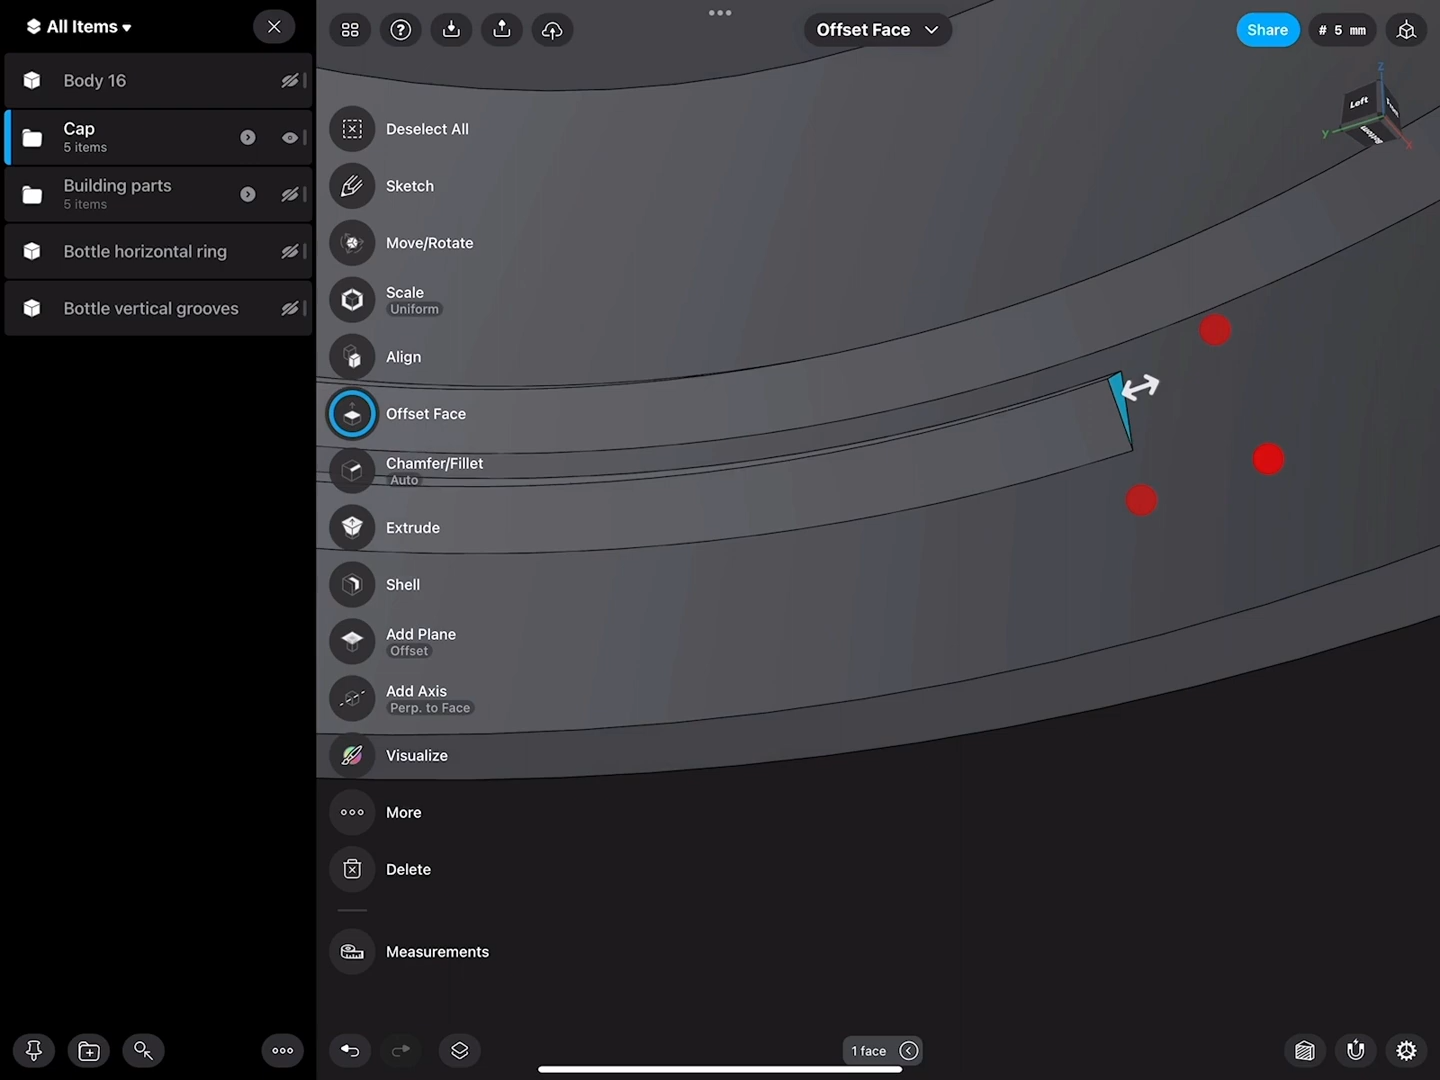 All Items
Body 16
Cap
5 items
Building parts
5 items
Bottle horizontal ring
Bottle vertical grooves
Offset Face
Share
# 5 mm
Z
Left
Bottom
Y
X
Deselect All
Sketch
Move/Rotate
Scale
Uniform
Align
Offset Face
Chamfer/Fillet
Auto
Extrude
Shell
Add Plane
Offset
Add Axis
Perp. to Face
Visualize
More
Delete
Measurements
1 face